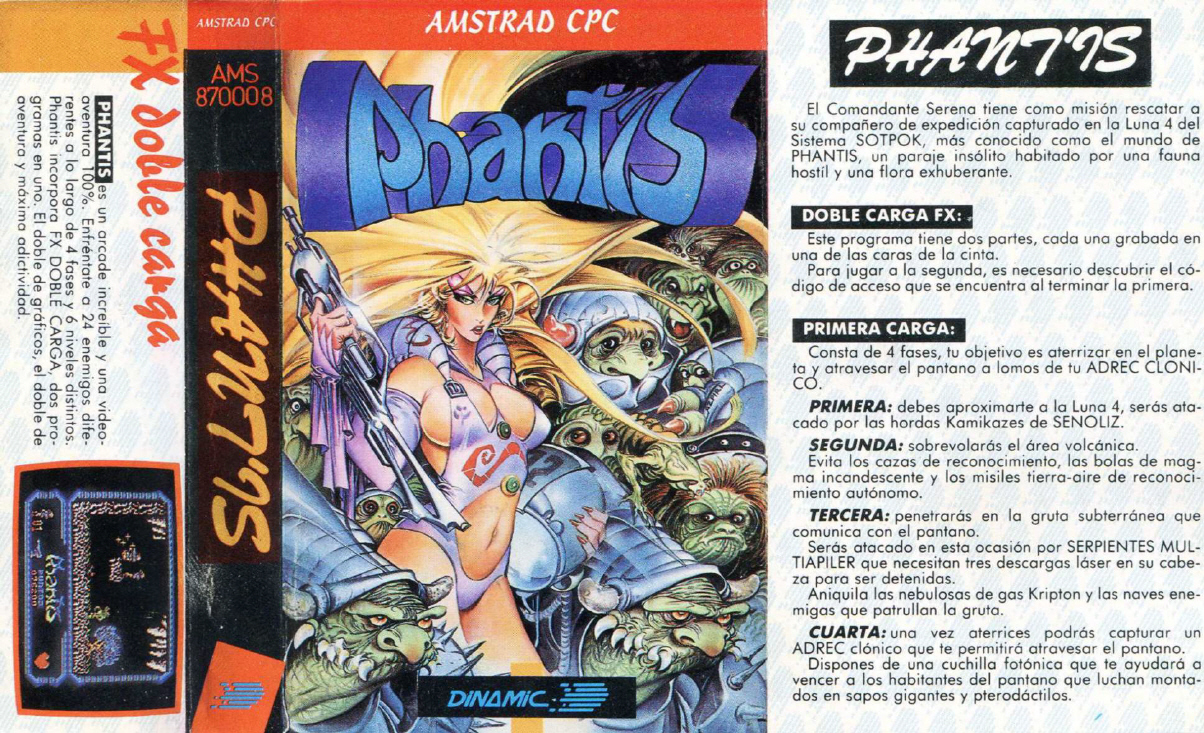 FX doble carga
PHANTIS es un arcade increíble y una video-
aventura 100%. Enfréntate a 24 enemigos dife-
rentes a lo largo de 4 fases y 6 niveles distintos.
Phantis incorpora FX DOBLE CARGA, dos pro-
gramas en uno. El doble de gráficos, el doble de
aventura y máxima adictividad.
Phantis
AMSTRAD CPC
AMS
870008
PHANT'IS
AMSTRAD CPC
Phantis
DINAMIC
PHANT'IS
El Comandante Serena tiene como misión rescatar a
su compañero de expedición capturado en la Luna 4 del
Sistema SOTPOK, más conocido como el mundo de
PHANTIS, un paraje insólito habitado por una fauna
hostíl y una flora exhuberante.
DOBLE CARGA FX:
Este programa tiene dos partes, cada una grabada en
una de las caras de la cinta.
Para jugar a la segunda, es necesario descubrir el có-
digo de acceso que se encuentra al terminar la primera.
PRIMERA CARGA:
Consta de 4 fases, tu objetivo es aterrizar en el plane-
ta y atravesar el pantano a lomos de tu ADREC CLONI-
CO.
PRIMERA: debes aproximarte a la Luna 4, serás ata-
cado por las hordas Kamikazes de SENOLIZ.
SEGUNDA: sobrevolarás el área volcánica.
Evita los cazas de reconocimiento, las bolas de mag-
ma incandescente y los misiles tierra-aire de reconoci-
miento autónomo.
TERCERA: penetrarás en la gruta subterránea que
comunica con el pantano.
Serás atacado en esta ocasión por SERPIENTES MUL-
TIAPILER que necesitan tres descargas láser en su cabe-
za para ser detenidas.
Aniquila las nebulosas de gas Kripton y las naves ene-
migas que patrullan la gruta.
CUARTA: una vez aterrices podrás capturar un
ADREC clónico que te permitirá atravesar el pantano.
Dispones de una cuchilla fotónica que te ayudará a
vencer a los habitantes del pantano que luchan monta-
dos en sapos gigantes y pterodáctilos.